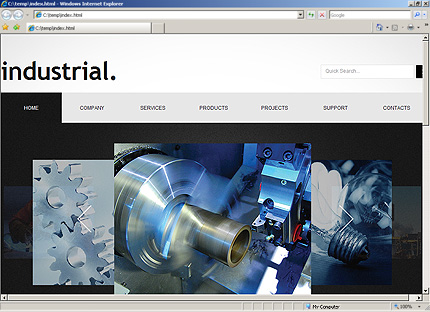 C:\temp\index.html - Windows Internet Explorer
C:\temp\index.html
Google
C:\temp\index.html
industrial.
Quick Search...
HOME COMPANY SERVICES PRODUCTS PROJECTS SUPPORT CONTACTS
My Computer
100%